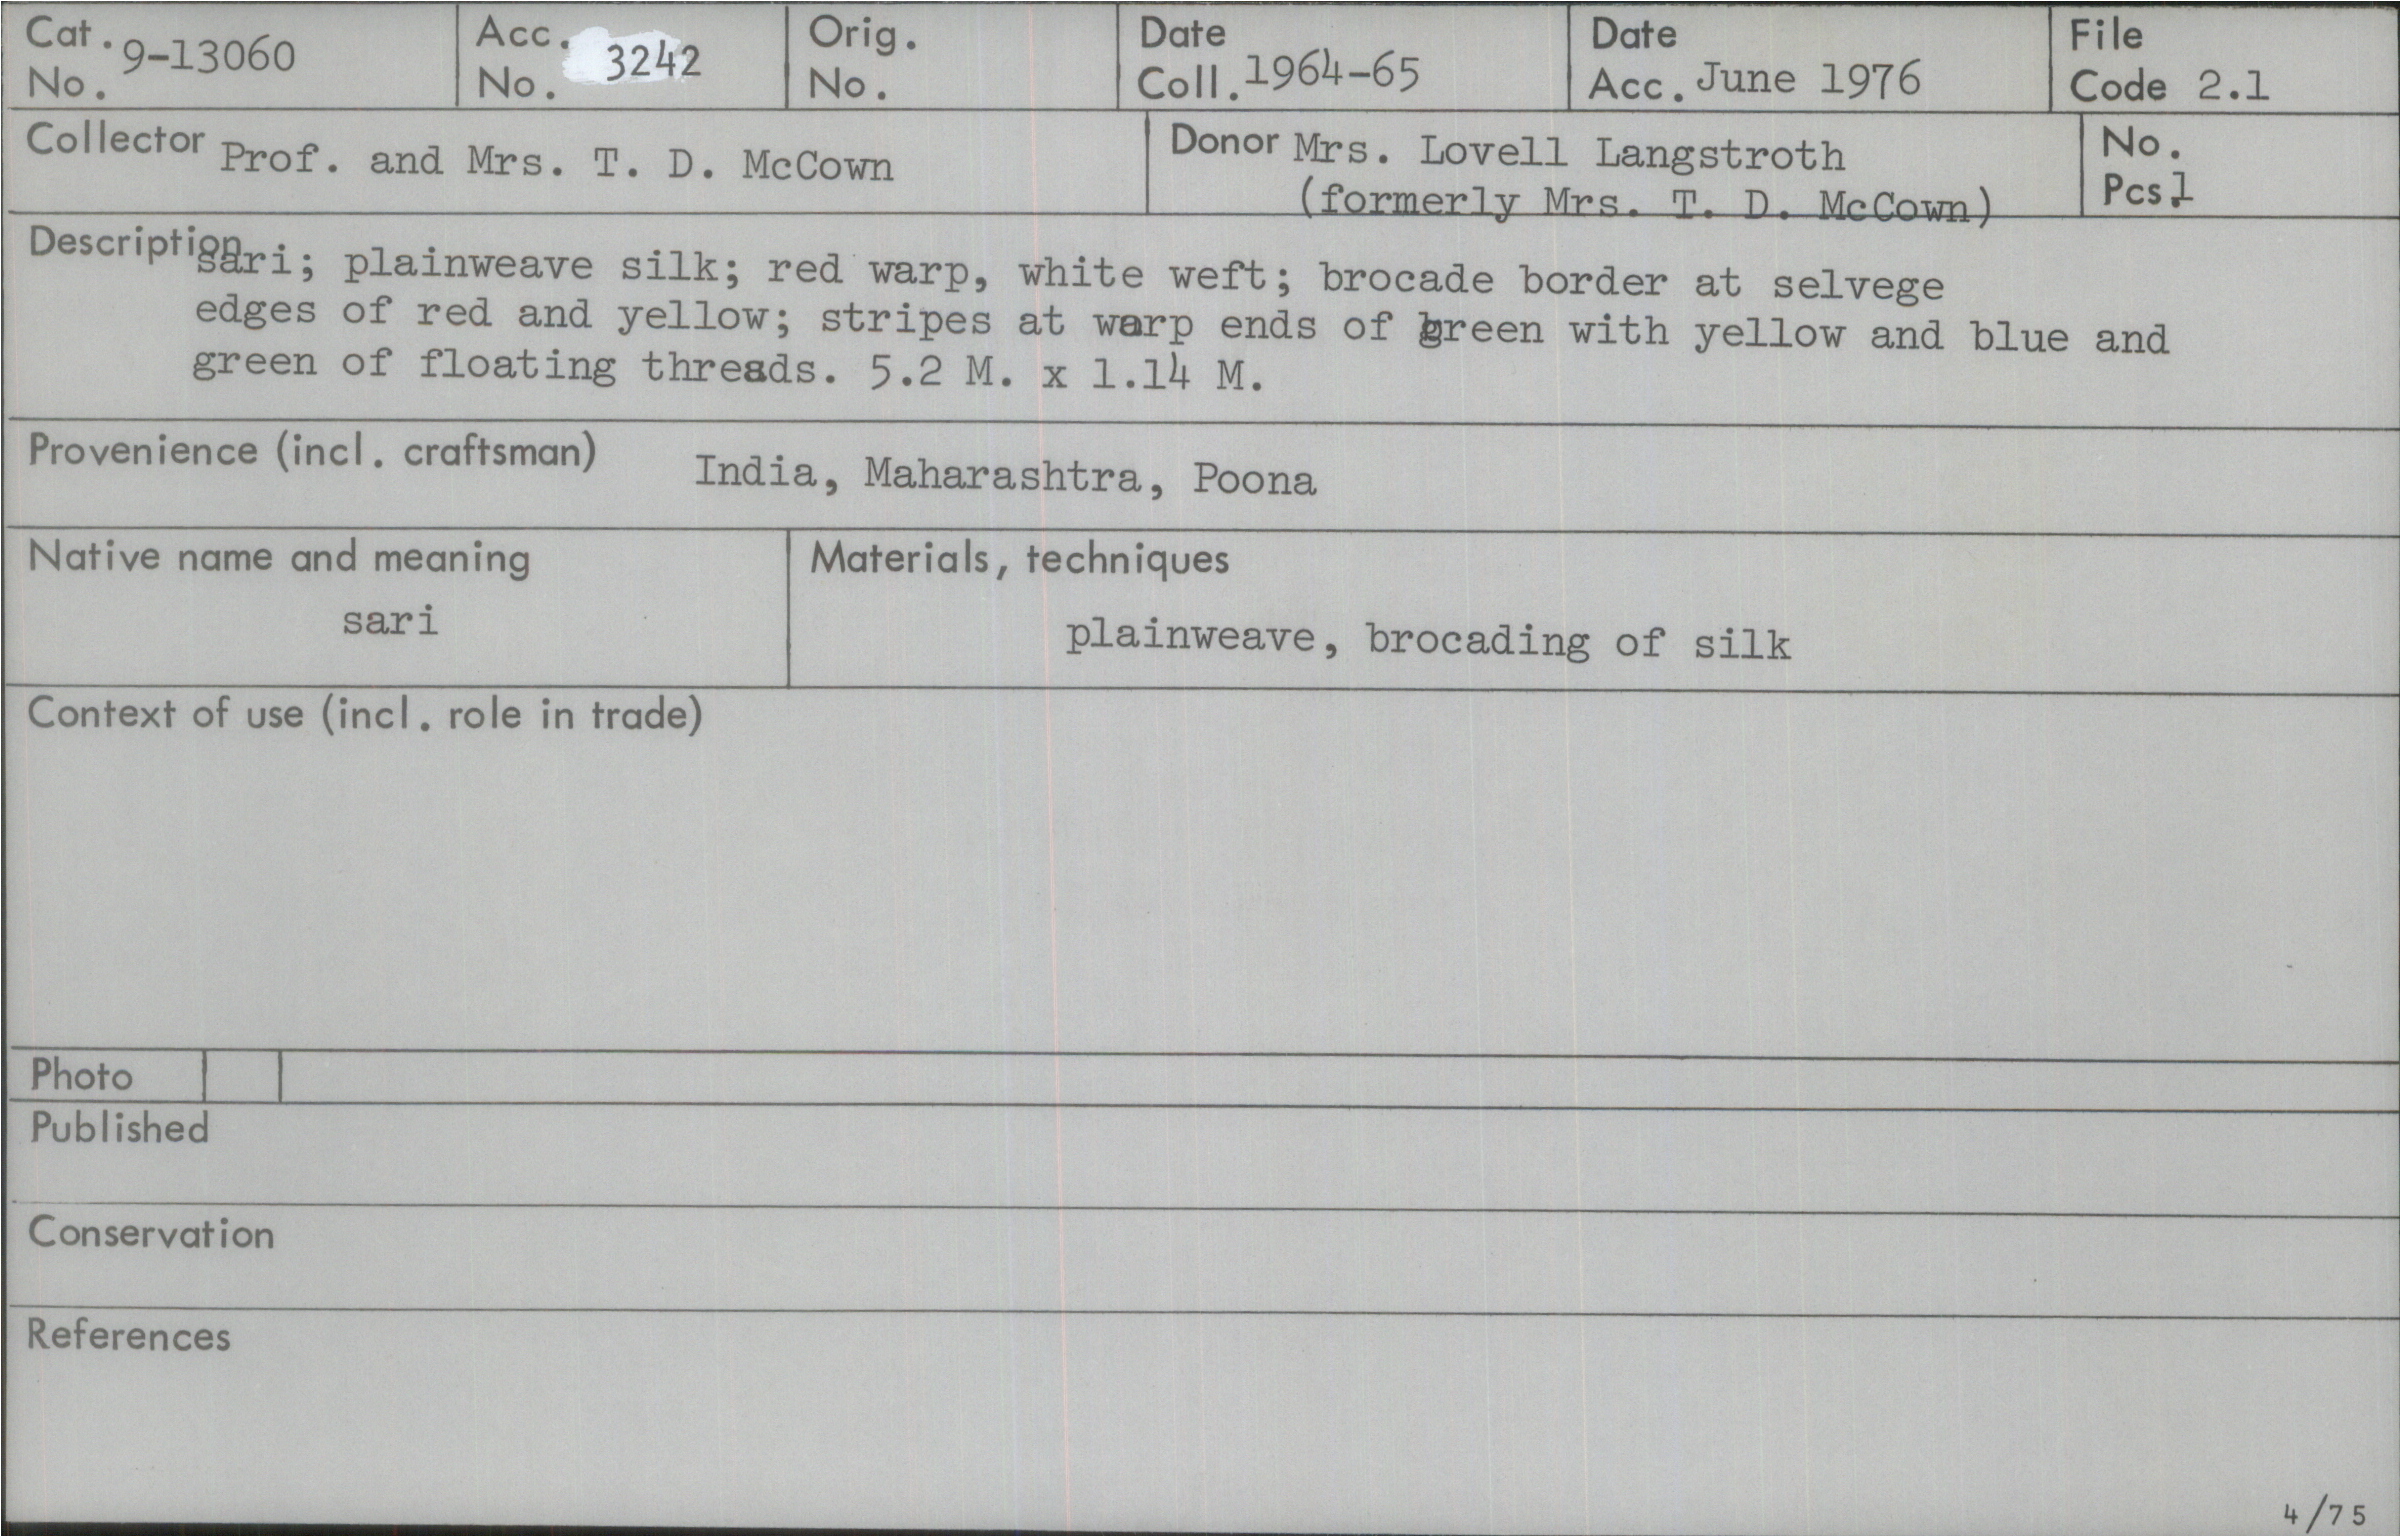 Cat. No. 9-13060
Acc. No. 3242
Orig. No.
Date Coll. 1964-65
Date Acc. June 1976
File Code 2.1
Collector Prof. and Mrs. T. D. McCown
Donor Mrs. Lovell Langstroth
(formerly Mrs. T. D. McCown)
No. Pcs. 1
Description
sari; plainweave silk; red warp, white weft; brocade border at selvege
edges of red and yellow; stripes at warp ends of green with yellow and blue and
green of floating threads. 5.2 M. x 1.14 M.
Provenience (incl. craftsman) India, Maharashtra, Poona
Native name and meaning
sari
Materials, techniques
plainweave, brocading of silk
Context of use (incl. role in trade)
Photo
Published
Conservation
References
4/75